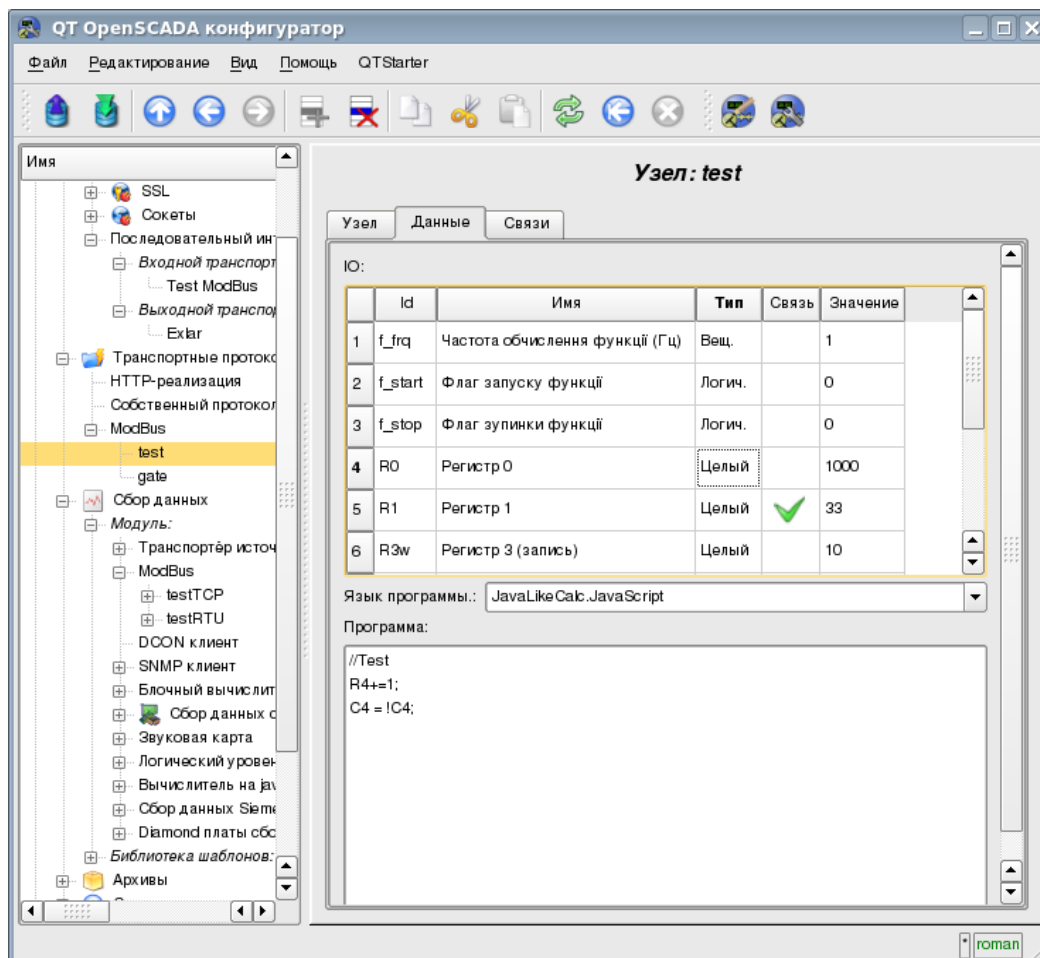 QT OpenSCADA конфигуратор
Файл Редактирование Вид Помощь QTStarter
Имя
SSL
Сокеты
Последовательный инт
Входной транспорт
Test ModBus
Выходной транспо
Exlar
Транспортные протоко
HTTP-реализация
Собственный протокол
ModBus
test
gate
Сбор данных
Модуль:
Транспортёр источ
ModBus
testTCP
testRTU
DCON клиент
SNMP клиент
Блочный вычислит
Сбор данных с
Звуковая карта
Логический уровен
Вычислитель на jav
Сбор данных Sieme
Diamond платы сбо
Библиотека шаблонов:
Архивы
Узел: test
Узел Данные Связи
IO:
Id Имя Тип Связь Значение
1 f_frq Частота обчислення функції (Гц) Вещ. 1
2 f_start Флаг запуску функції Логич. 0
3 f_stop Флаг зупинки функції Логич. 0
4 R0 Регистр 0 Целый 1000
5 R1 Регистр 1 Целый 33
6 R3w Регистр 3 (запись) Целый 10
Язык программы.: JavaLikeCalc.JavaScript
Программа:
//Test
R4+=1;
C4 = !C4;
* roman